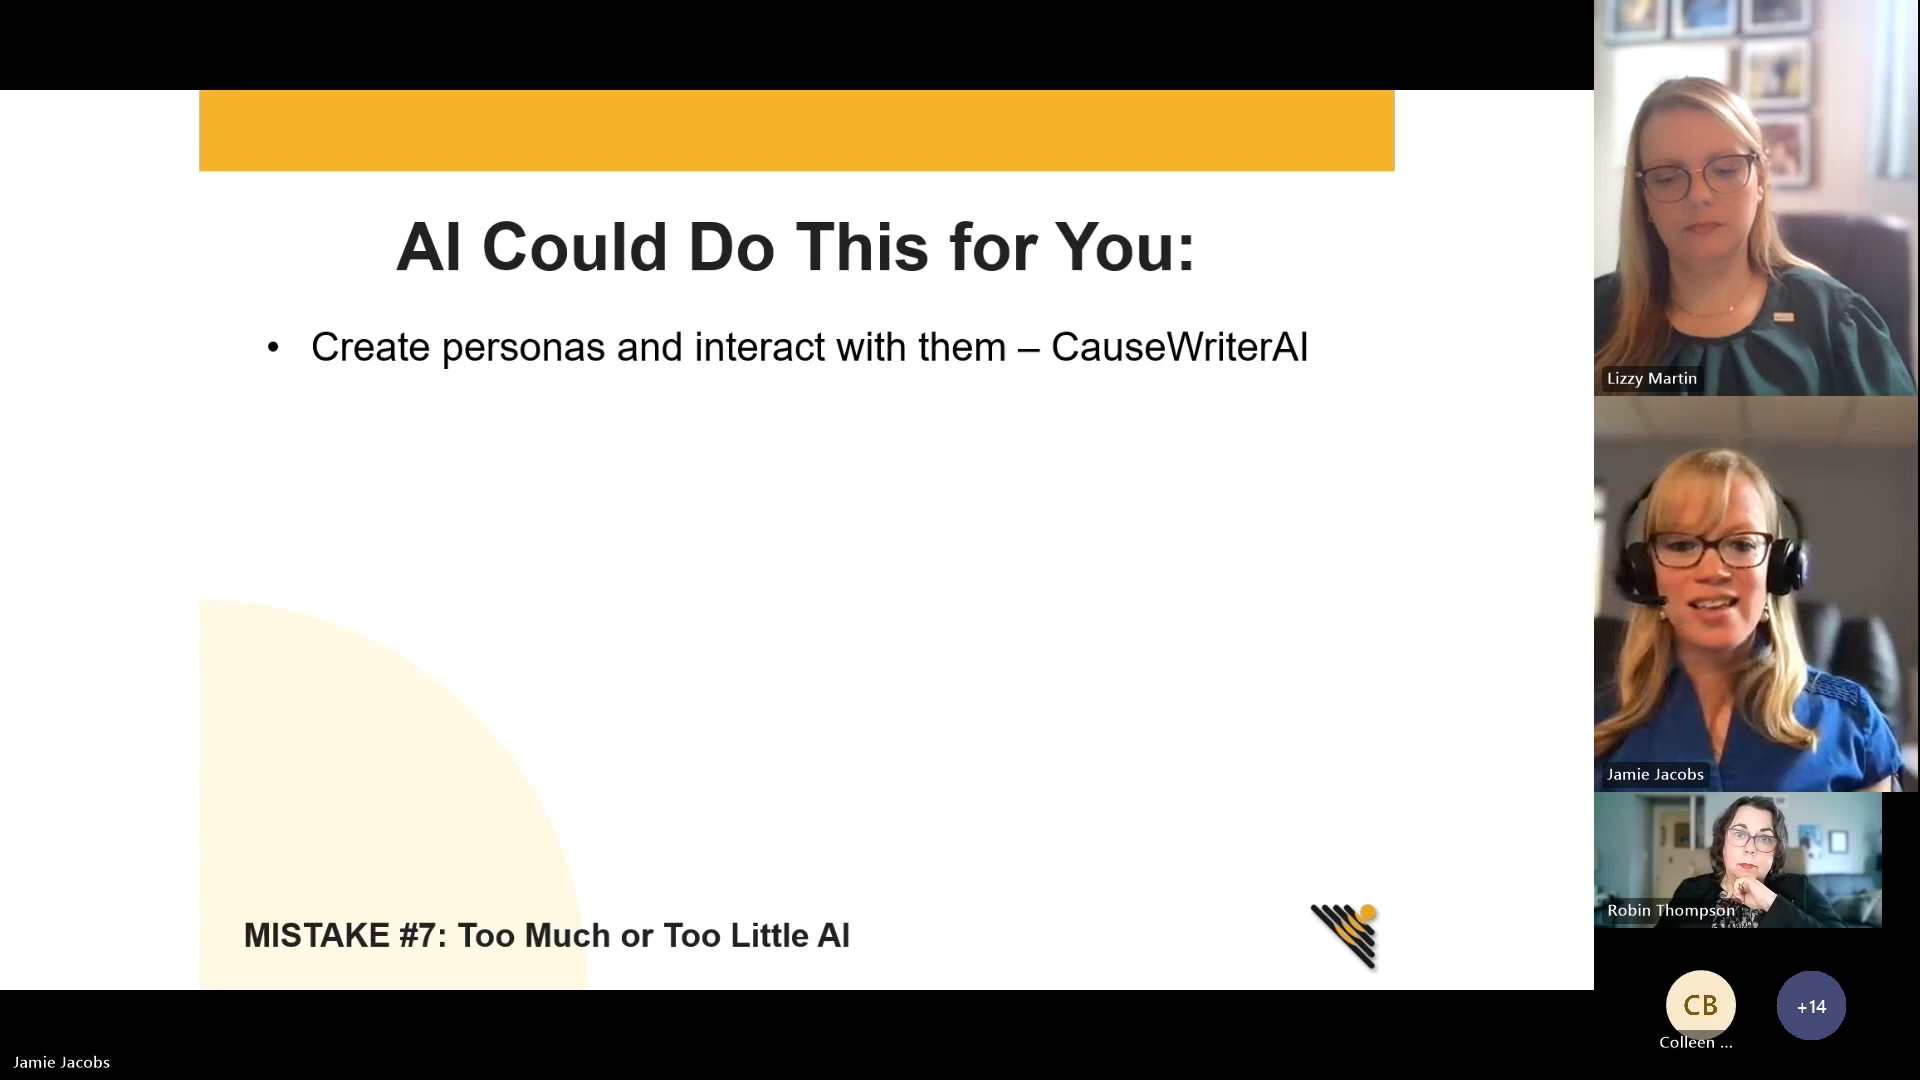 AI Could Do This for You:
• Create personas and interact with them – CauseWriterAI
MISTAKE #7: Too Much or Too Little AI
Lizzy Martin
Jamie Jacobs
Robin Thompson
CB
+14
Colleen ...
Jamie Jacobs